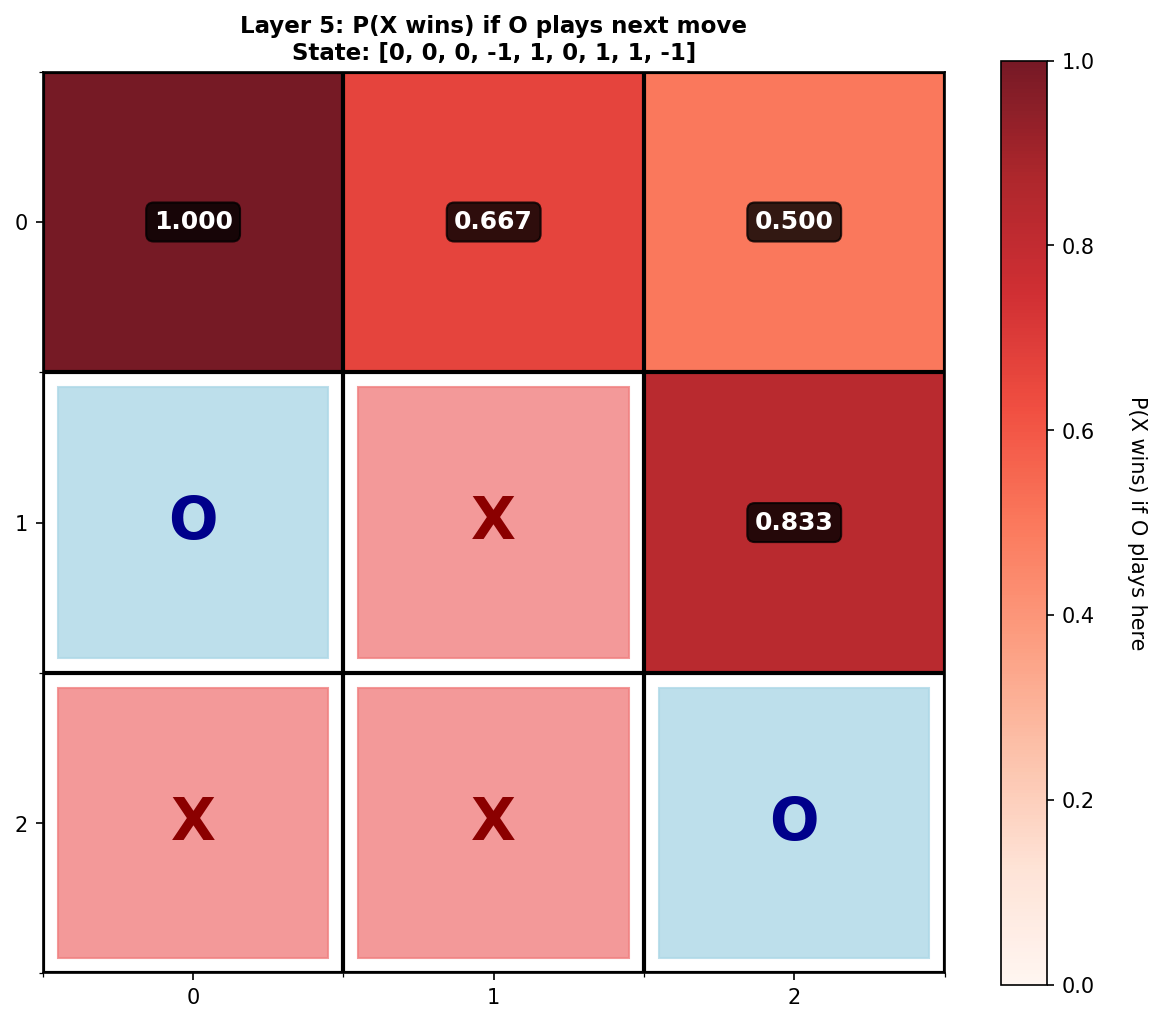 Layer 5: P(X wins) if O plays next move
State: [0, 0, 0, -1, 1, 0, 1, 1, -1]
0
1.000
0.667
0.500
1
O
X
0.833
2
X
X
O
0
1
2
1.0
0.8
0.6
0.4
0.2
0.0
P(X wins) if O plays here